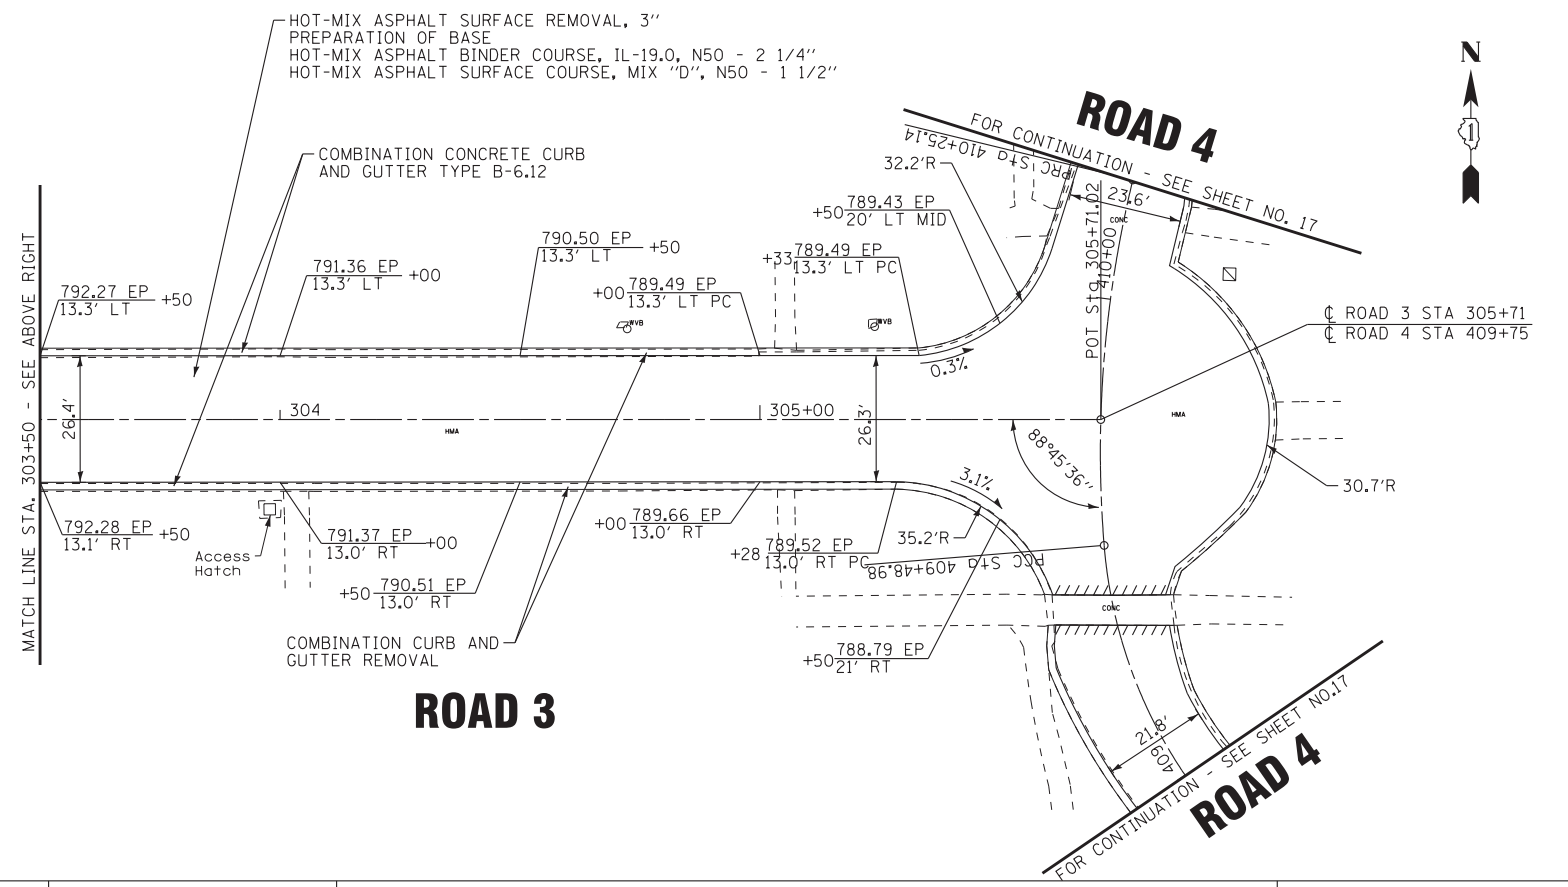 HOT-MIX ASPHALT SURFACE REMOVAL, 3''
PREPARATION OF BASE
HOT-MIX ASPHALT BINDER COURSE, IL-19.0, N50 - 2 1/4''
HOT-MIX ASPHALT SURFACE COURSE, MIX ''D'', N50 - 1 1/2''
N
1
ROAD 4
FOR CONTINUATION - SEE SHEET NO. 17
PRC Sta 410+25.14
COMBINATION CONCRETE CURB
AND GUTTER TYPE B-6.12
32.2'R
23.6'
CONC
+50 789.43 EP
20' LT MID
POT Sta 305+71.02
410+00
790.50 EP +50
13.3' LT
+33 789.49 EP
13.3' LT PC
791.36 EP +00
13.3' LT
+00 789.49 EP
13.3' LT PC
792.27 EP +50
13.3' LT
WVB
WVB
℄ ROAD 3 STA 305+71
℄ ROAD 4 STA 409+75
MATCH LINE STA. 303+50 - SEE ABOVE RIGHT
0.3%
26.4'
304
305+00
26.3'
HMA
HMA
88°45'36''
3.1%
30.7'R
792.28 EP +50
13.1' RT
Access
Hatch
791.37 EP +00
13.0' RT
+00 789.66 EP
13.0' RT
35.2'R
+28 789.52 EP
13.0' RT PC
PCC Sta 409+48.98
+50 790.51 EP
13.0' RT
CONC
COMBINATION CURB AND
GUTTER REMOVAL
+50 788.79 EP
21' RT
ROAD 3
21.8'
409
FOR CONTINUATION - SEE SHEET NO.17
ROAD 4